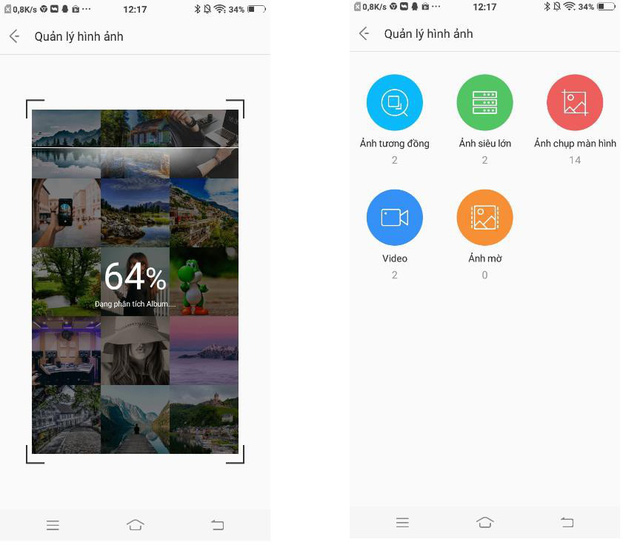 0,8K/s 12:17 34%
Quản lý hình ảnh
64%
Đang phân tích Album....
0,8K/s 12:17 34%
Quản lý hình ảnh
Ảnh tương đồng Ảnh siêu lớn Ảnh chụp màn hình
2 2 14
Video Ảnh mờ
2 0